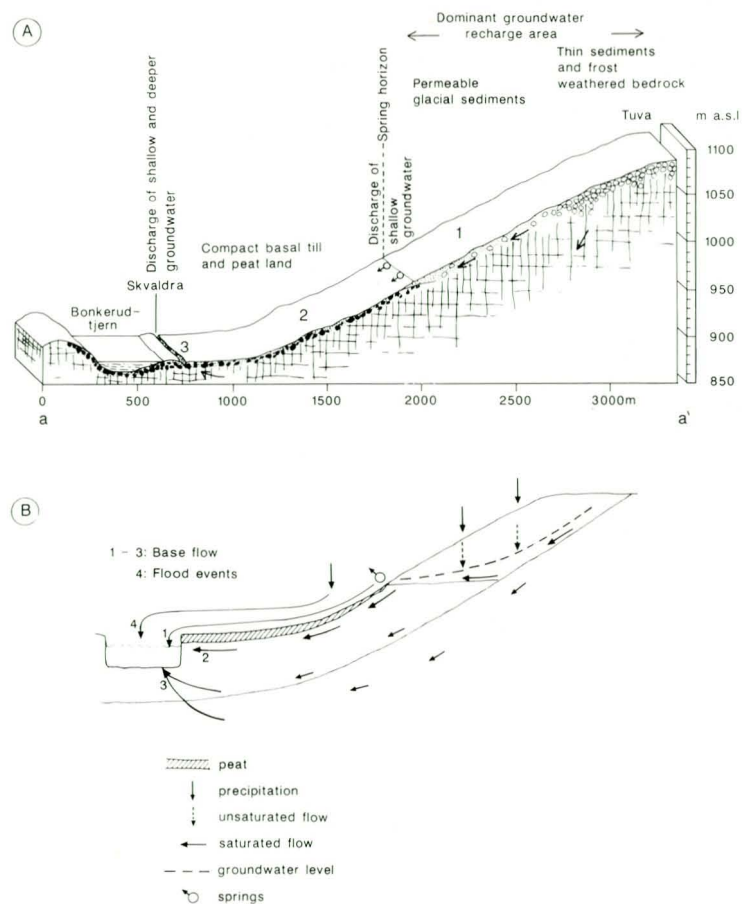 A
Dominant groundwater
recharge area
Thin sediments
and frost
weathered bedrock
Permeable
glacial sediments
Tuva
m a.s.l
Discharge of shallow and deeper
groundwater
Spring horizon
Discharge of
shallow
groundwater
Compact basal till
and peat land
Skvaldra
Bonkerud-
tjern
1
2
3
1100
1050
1000
950
900
850
0
500
1000
1500
2000
2500
3000m
a
a'
B
1 - 3: Base flow
4: Flood events
4
1
2
3
peat
precipitation
unsaturated flow
saturated flow
groundwater level
springs